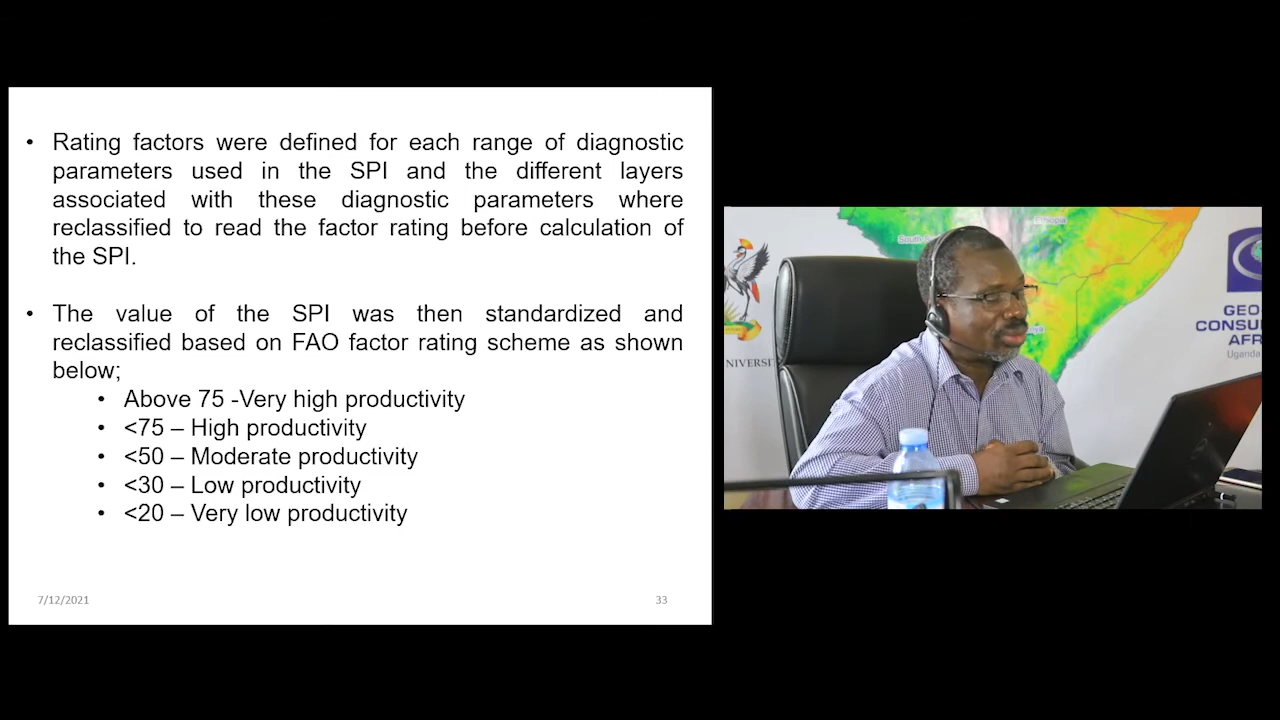 • Rating factors were defined for each range of diagnostic
parameters used in the SPI and the different layers
associated with these diagnostic parameters where
reclassified to read the factor rating before calculation of
the SPI.
• The value of the SPI was then standardized and
reclassified based on FAO factor rating scheme as shown
below;
• Above 75 -Very high productivity
• <75 – High productivity
• <50 – Moderate productivity
• <30 – Low productivity
• <20 – Very low productivity
7/12/2021
33
Ethiopia
South
NIVERSIT
GEO
CONSU
AFR
Uganda